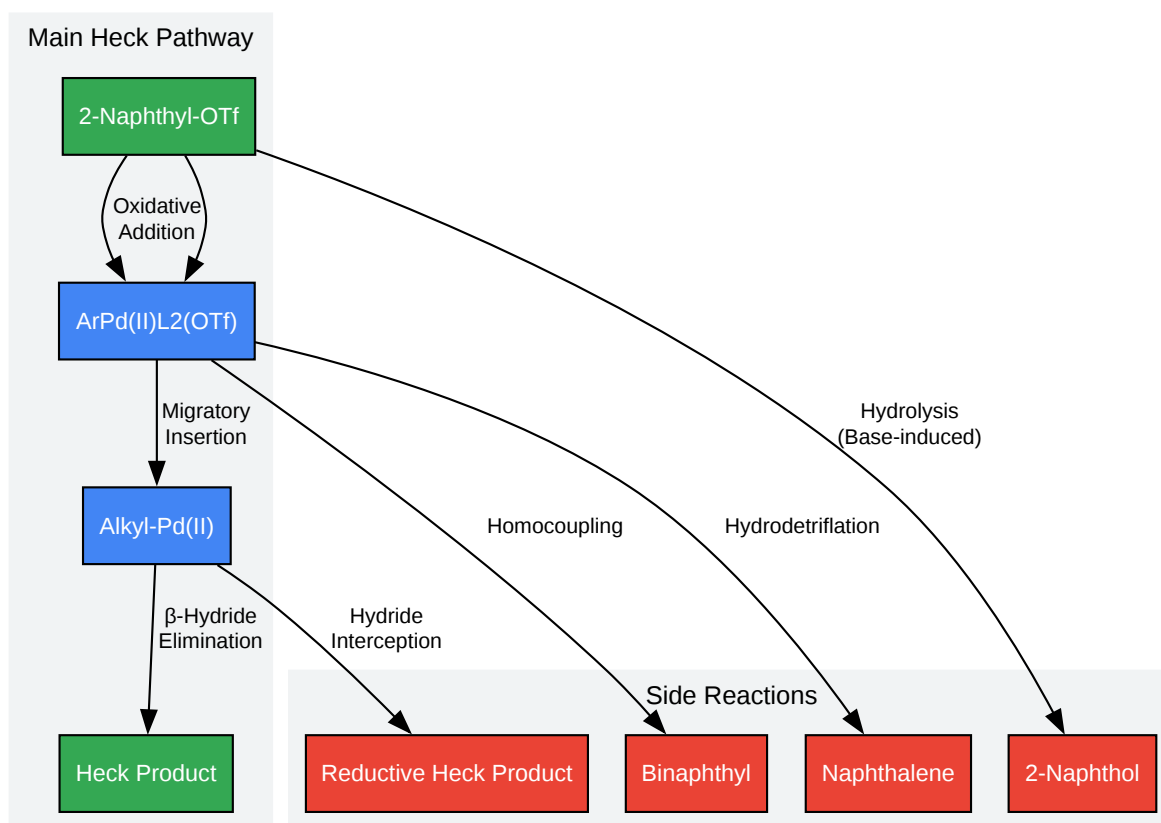 Main Heck Pathway
2-Naphthyl-OTf
Oxidative
Addition
ArPd(II)L2(OTf)
Migratory
Insertion
Hydrolysis
(Base-induced)
Alkyl-Pd(II)
Homocoupling
Hydrodetriflation
β-Hydride
Elimination
Hydride
Interception
Side Reactions
Heck Product
Reductive Heck Product
Binaphthyl
Naphthalene
2-Naphthol